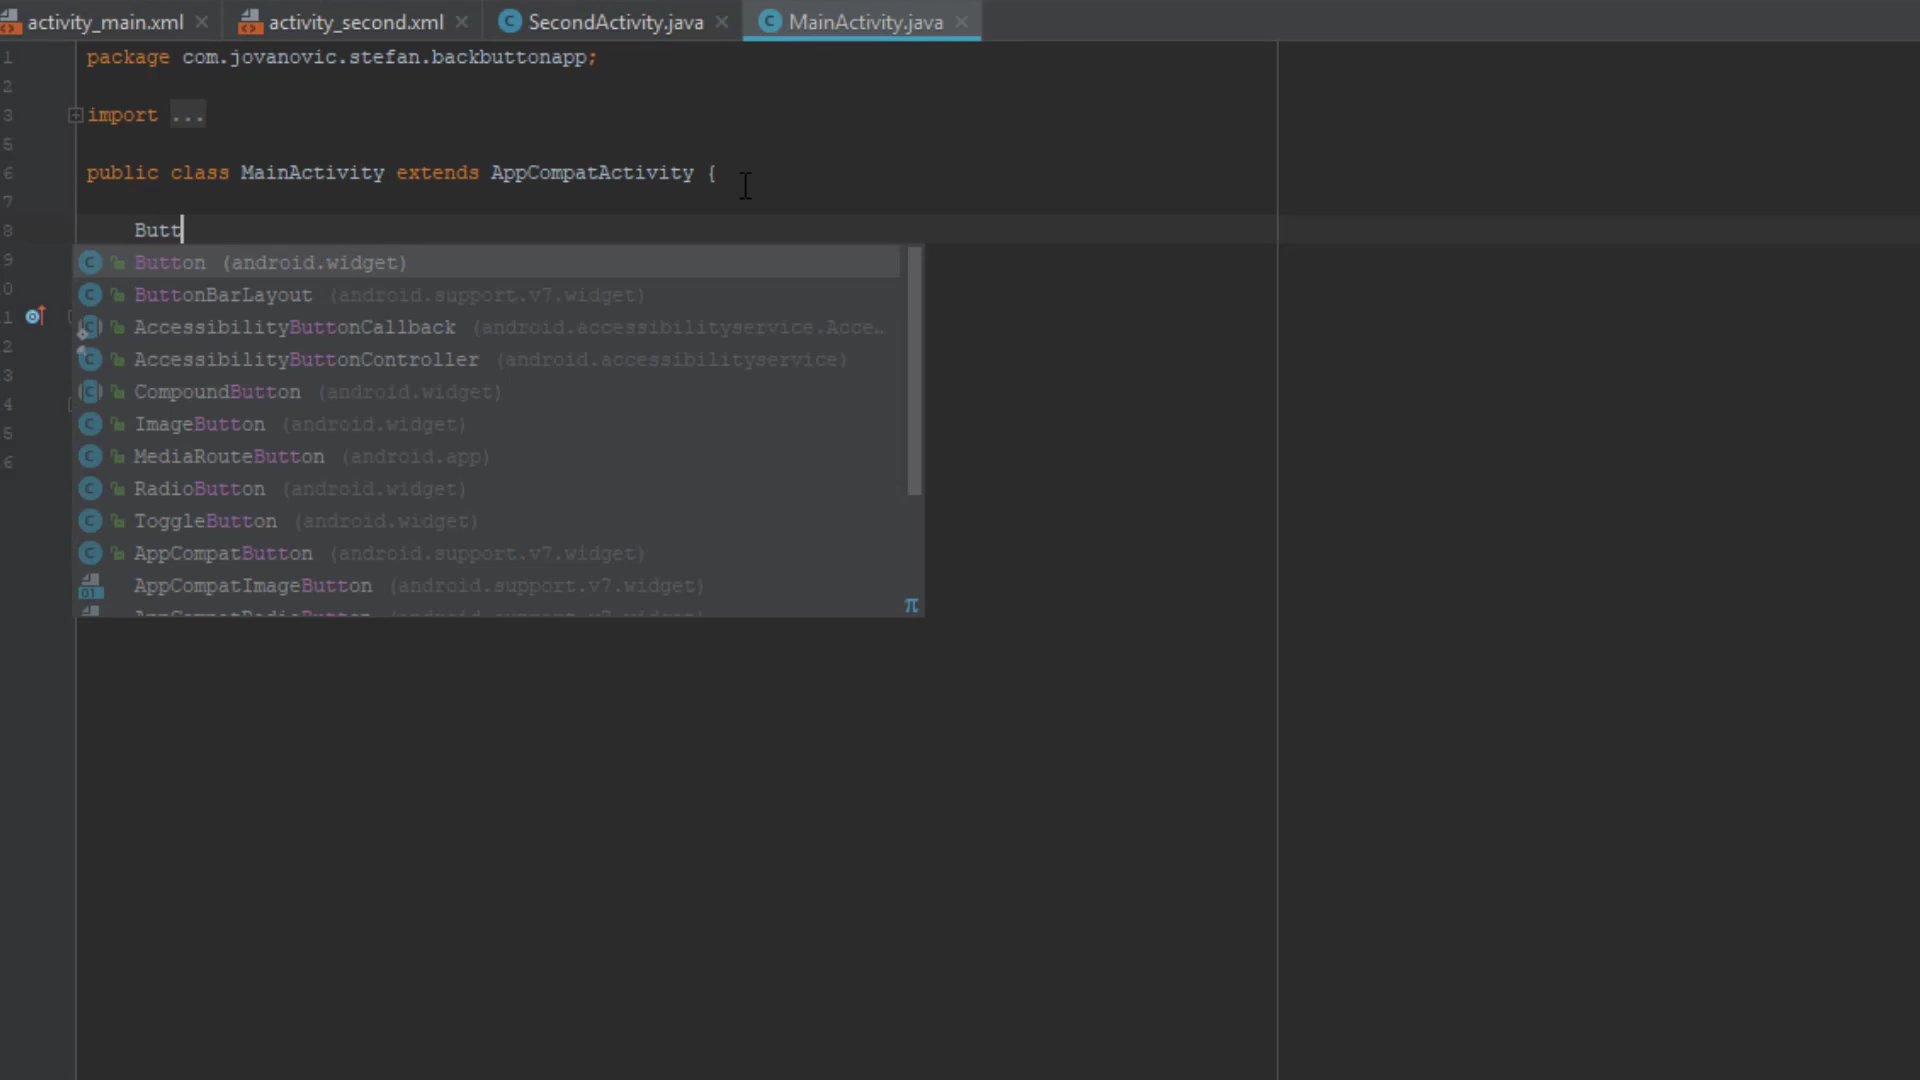 activity_main.xml activity_second.xml SecondActivity.java MainActivity.java
1 package com.jovanovic.stefan.backbuttonapp;
2
3 import ...
5
6 public class MainActivity extends AppCompatActivity {
7
8 Butt
9 Button (android.widget)
0 ButtonBarLayout (android.support.v7.widget)
1 AccessibilityButtonCallback (android.accessibilityservice.Acce…
2 AccessibilityButtonController (android.accessibilityservice)
3 CompoundButton (android.widget)
4 ImageButton (android.widget)
5 MediaRouteButton (android.app)
6 RadioButton (android.widget)
ToggleButton (android.widget)
AppCompatButton (android.support.v7.widget)
AppCompatImageButton (android.support.v7.widget)
π